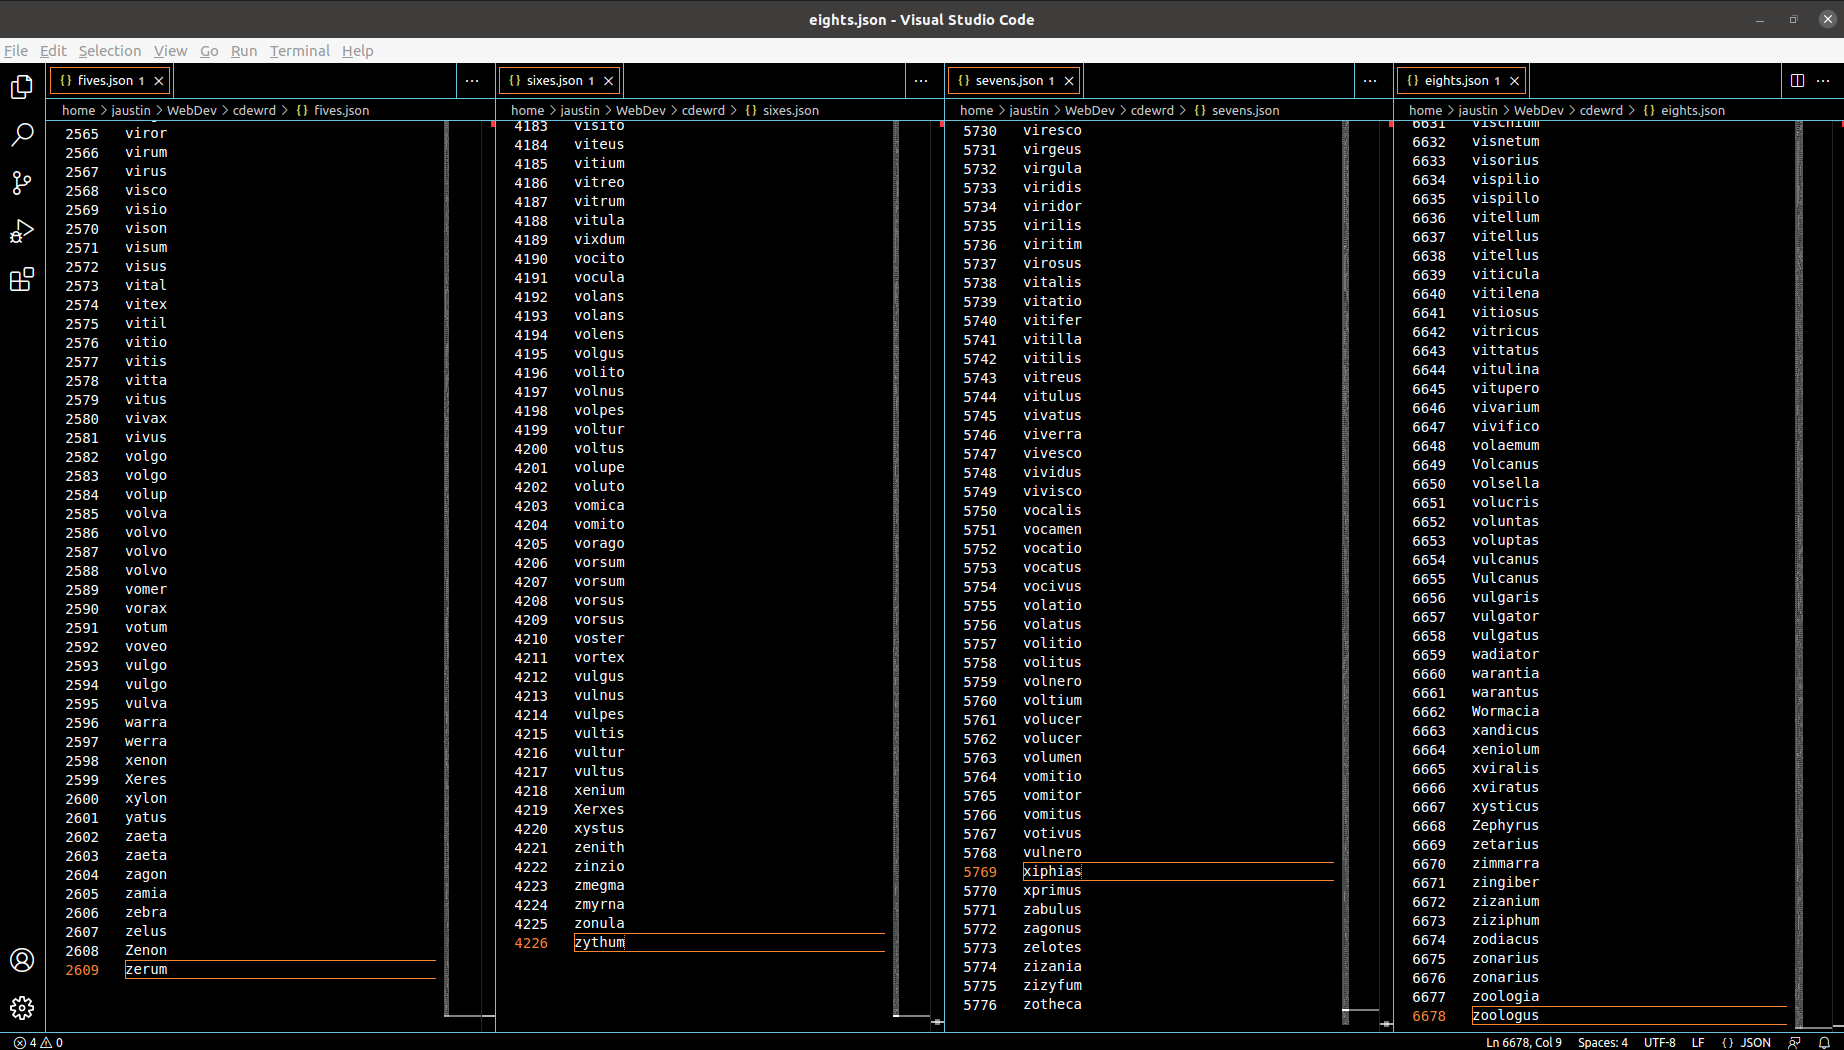 eights.json - Visual Studio Code
File Edit Selection View Go Run Terminal Help
{} fives.json 1
home > jaustin > WebDev > cdewrd > {} fives.json
2565 viror
2566 virum
2567 virus
2568 visco
2569 visio
2570 vison
2571 visum
2572 visus
2573 vital
2574 vitex
2575 vitil
2576 vitio
2577 vitis
2578 vitta
2579 vitus
2580 vivax
2581 vivus
2582 volgo
2583 volgo
2584 volup
2585 volva
2586 volvo
2587 volvo
2588 volvo
2589 vomer
2590 vorax
2591 votum
2592 voveo
2593 vulgo
2594 vulgo
2595 vulva
2596 warra
2597 werra
2598 xenon
2599 Xeres
2600 xylon
2601 yatus
2602 zaeta
2603 zaeta
2604 zagon
2605 zamia
2606 zebra
2607 zelus
2608 Zenon
2609 zerum
{} sixes.json 1
home > jaustin > WebDev > cdewrd > {} sixes.json
4183 visito
4184 viteus
4185 vitium
4186 vitreo
4187 vitrum
4188 vitula
4189 vixdum
4190 vocito
4191 vocula
4192 volans
4193 volans
4194 volens
4195 volgus
4196 volito
4197 volnus
4198 volpes
4199 voltur
4200 voltus
4201 volupe
4202 voluto
4203 vomica
4204 vomito
4205 vorago
4206 vorsum
4207 vorsum
4208 vorsus
4209 vorsus
4210 voster
4211 vortex
4212 vulgus
4213 vulnus
4214 vulpes
4215 vultis
4216 vultur
4217 vultus
4218 xenium
4219 Xerxes
4220 xystus
4221 zenith
4222 zinzio
4223 zmegma
4224 zmyrna
4225 zonula
4226 zythum
{} sevens.json 1
home > jaustin > WebDev > cdewrd > {} sevens.json
5730 viresco
5731 virgeus
5732 virgula
5733 viridis
5734 viridor
5735 virilis
5736 viritim
5737 virosus
5738 vitalis
5739 vitatio
5740 vitifer
5741 vitilla
5742 vitilis
5743 vitreus
5744 vitulus
5745 vivatus
5746 viverra
5747 vivesco
5748 vividus
5749 vivisco
5750 vocalis
5751 vocamen
5752 vocatio
5753 vocatus
5754 vocivus
5755 volatio
5756 volatus
5757 volitio
5758 volitus
5759 volnero
5760 voltium
5761 volucer
5762 volucer
5763 volumen
5764 vomitio
5765 vomitor
5766 vomitus
5767 votivus
5768 vulnero
5769 xiphias
5770 xprimus
5771 zabulus
5772 zagonus
5773 zelotes
5774 zizania
5775 zizyfum
5776 zotheca
{} eights.json 1
home > jaustin > WebDev > cdewrd > {} eights.json
6631 vischium
6632 visnetum
6633 visorius
6634 vispilio
6635 vispillo
6636 vitellum
6637 vitellus
6638 vitellus
6639 viticula
6640 vitilena
6641 vitiosus
6642 vitricus
6643 vittatus
6644 vitulina
6645 vitupero
6646 vivarium
6647 vivifico
6648 volaemum
6649 Volcanus
6650 volsella
6651 volucris
6652 voluntas
6653 voluptas
6654 vulcanus
6655 Vulcanus
6656 vulgaris
6657 vulgator
6658 vulgatus
6659 wadiator
6660 warantia
6661 warantus
6662 Wormacia
6663 xandicus
6664 xeniolum
6665 xviralis
6666 xviratus
6667 xysticus
6668 Zephyrus
6669 zetarius
6670 zimmarra
6671 zingiber
6672 zizanium
6673 ziziphum
6674 zodiacus
6675 zonarius
6676 zonarius
6677 zoologia
6678 zoologus
4 0 Ln 6678, Col 9 Spaces: 4 UTF-8 LF {} JSON